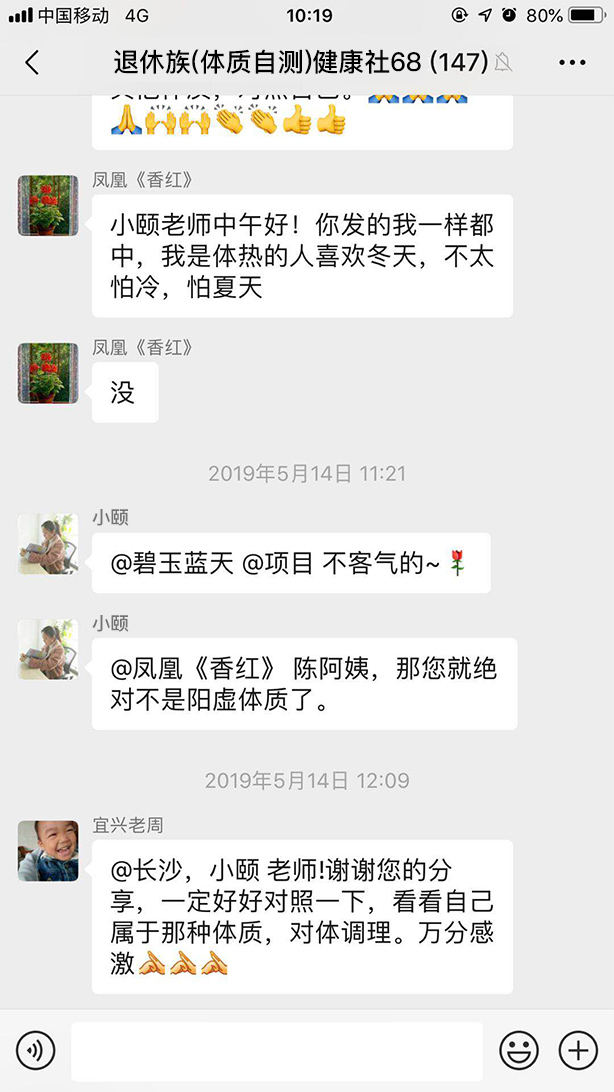 中国移动 4G 10:19 80%
退休族(体质自测)健康社68 (147)
凤凰《香红》
小颐老师中午好！你发的我一样都
中，我是体热的人喜欢冬天，不太
怕冷，怕夏天
凤凰《香红》
没
2019年5月14日 11:21
小颐
@碧玉蓝天 @项目 不客气的~🌹
小颐
@凤凰《香红》 陈阿姨，那您就绝
对不是阳虚体质了。
2019年5月14日 12:09
宜兴老周
@长沙，小颐 老师!谢谢您的分
享，一定好好对照一下，看看自己
属于那种体质，对体调理。万分感
激